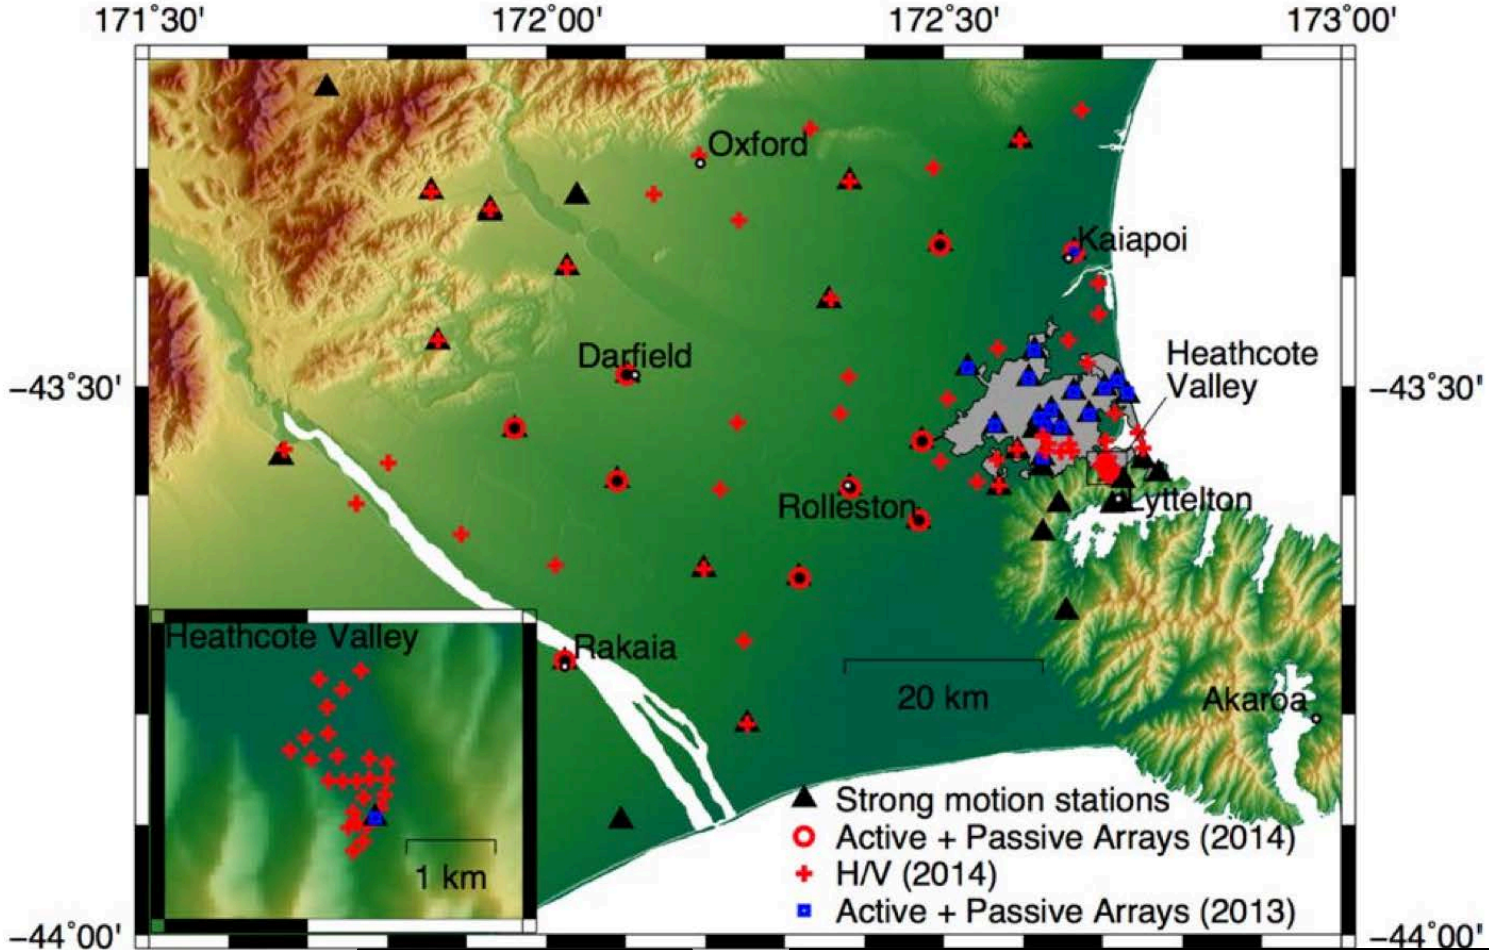 171˚30' 172˚00' 172˚30' 173˚00'
Oxford
Kaiapoi
Heathcote
Valley
Darfield
−43˚30' −43˚30'
Rolleston
Lyttelton
Heathcote Valley
Rakaia
20 km
Akaroa
1 km
Strong motion stations
Active + Passive Arrays (2014)
H/V (2014)
Active + Passive Arrays (2013)
−44˚00' −44˚00'